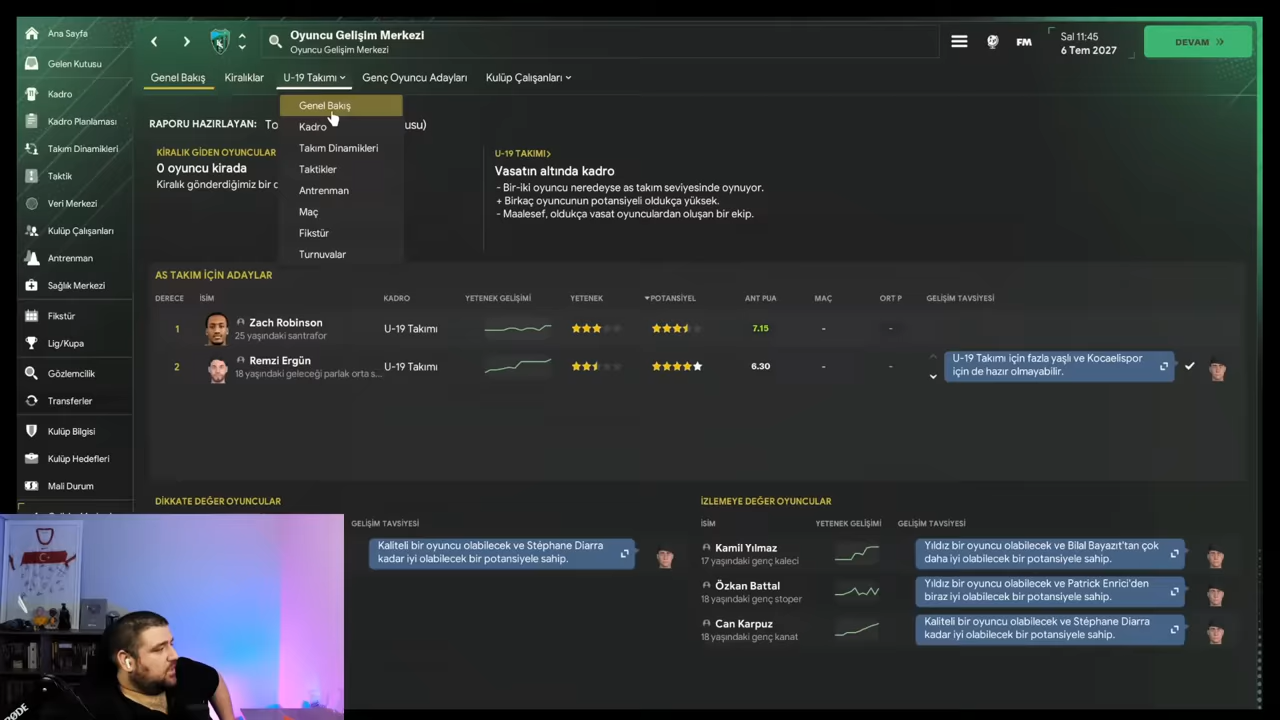 Ana Sayfa
Gelen Kutusu
Kadro
Kadro Planlaması
Takım Dinamikleri
Taktik
Veri Merkezi
Kulüp Çalışanları
Antrenman
Sağlık Merkezi
Fikstür
Lig/Kupa
Gözlemcilik
Transferler
Kulüp Bilgisi
Kulüp Hedefleri
Mali Durum
Oyuncu Gelişim Merkezi
Oyuncu Gelişim Merkezi
FM
Sal 11:45
6 Tem 2027
DEVAM
Genel Bakış
Kiralıklar
U-19 Takımı
Genç Oyuncu Adayları
Kulüp Çalışanları
Genel Bakış
Kadro
Takım Dinamikleri
Taktikler
Antrenman
Maç
Fikstür
Turnuvalar
RAPORU HAZIRLAYAN: To
usu)
KİRALIK GİDEN OYUNCULAR
0 oyuncu kirada
Kiralık gönderdiğimiz bir
U-19 TAKIMI>
Vasatın altında kadro
- Bir-iki oyuncu neredeyse as takım seviyesinde oynuyor.
+ Birkaç oyuncunun potansiyeli oldukça yüksek.
- Maalesef, oldukça vasat oyunculardan oluşan bir ekip.
AS TAKIM İÇİN ADAYLAR
DERECE İSİM KADRO YETENEK GELİŞİMİ YETENEK POTANSİYEL ANT PUA MAÇ ORT P GELİŞİM TAVSİYESİ
1 Zach Robinson U-19 Takımı 7.15 - -
25 yaşındaki santrafor
2 Remzi Ergün U-19 Takımı 6.30 - -
18 yaşındaki geleceği parlak orta s...
U-19 Takımı için fazla yaşlı ve Kocaelispor
için de hazır olmayabilir.
DİKKATE DEĞER OYUNCULAR
GELİŞİM TAVSİYESİ
Kaliteli bir oyuncu olabilecek ve Stéphane Diarra
kadar iyi olabilecek bir potansiyele sahip.
İZLEMEYE DEĞER OYUNCULAR
İSİM YETENEK GELİŞİMİ GELİŞİM TAVSİYESİ
Kamil Yılmaz
17 yaşındaki genç kaleci
Yıldız bir oyuncu olabilecek ve Bilal Bayazıt'tan çok
daha iyi olabilecek bir potansiyele sahip.
Özkan Battal
18 yaşındaki genç stoper
Yıldız bir oyuncu olabilecek ve Patrick Enrici'den
biraz iyi olabilecek bir potansiyele sahip.
Can Karpuz
18 yaşındaki genç kanat
Kaliteli bir oyuncu olabilecek ve Stéphane Diarra
kadar iyi olabilecek bir potansiyele sahip.
RØDE